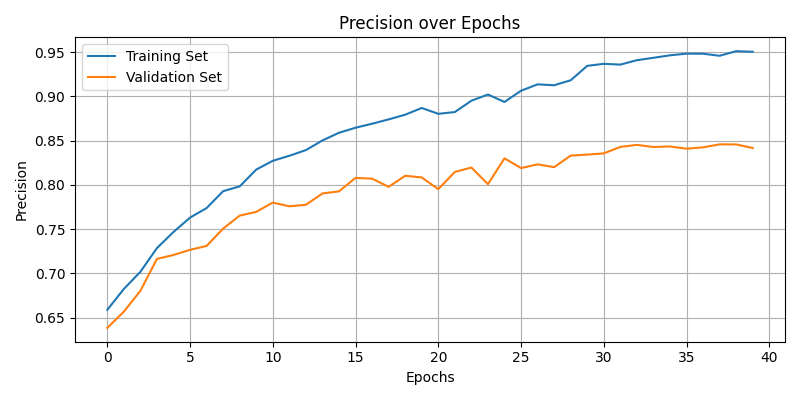 Precision over Epochs
Training Set
Validation Set
Precision
0.95
0.90
0.85
0.80
0.75
0.70
0.65
0 5 10 15 20 25 30 35 40
Epochs